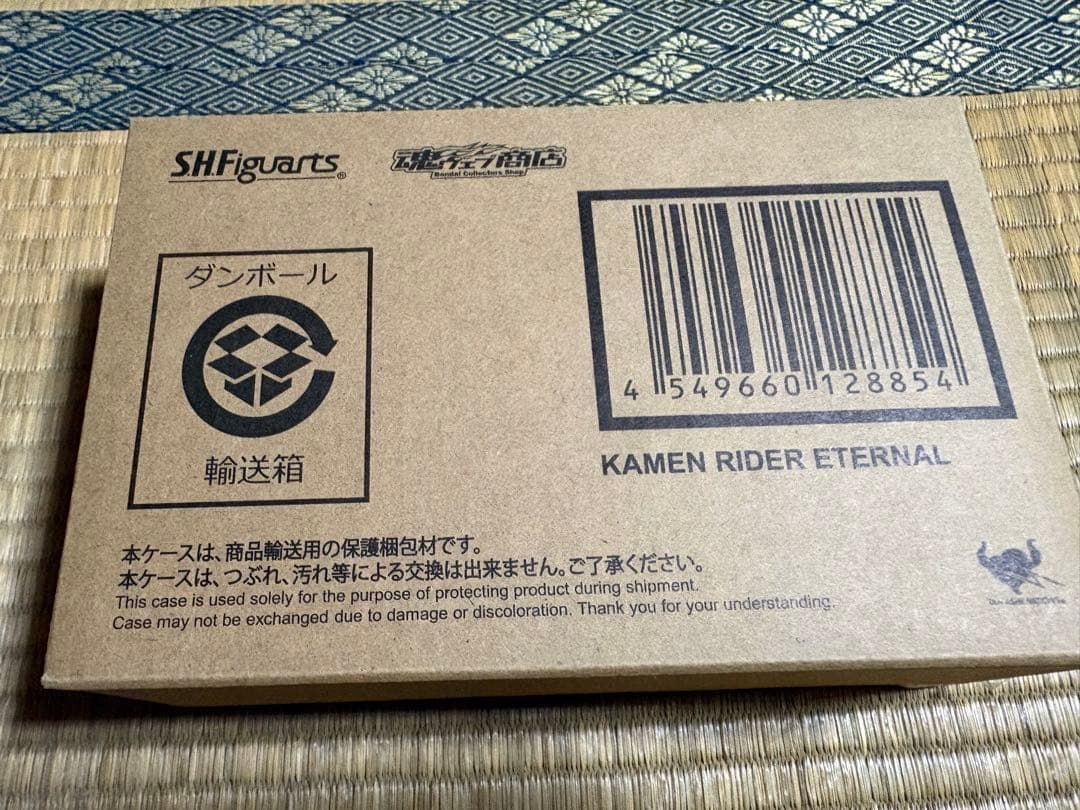 S.H.Figuarts®
魂ウェブ商店
Bandai Collectors Shop
ダンボール
輸送箱
4 549660 128854
KAMEN RIDER ETERNAL
本ケースは、商品輸送用の保護梱包材です。
本ケースは、つぶれ、汚れ等による交換は出来ません。ご了承ください。
This case is used solely for the purpose of protecting product during shipment.
Case may not be exchanged due to damage or discoloration. Thank you for your understanding.